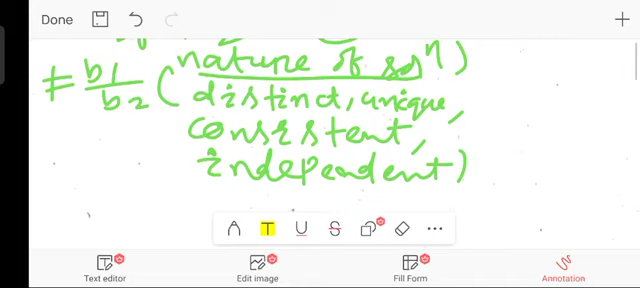 Done
≠ b1/b2 ( nature of solⁿ)
distinct, unique,
consistent,
independent)
T U S
Text editor
Edit image
Fill Form
Annotation